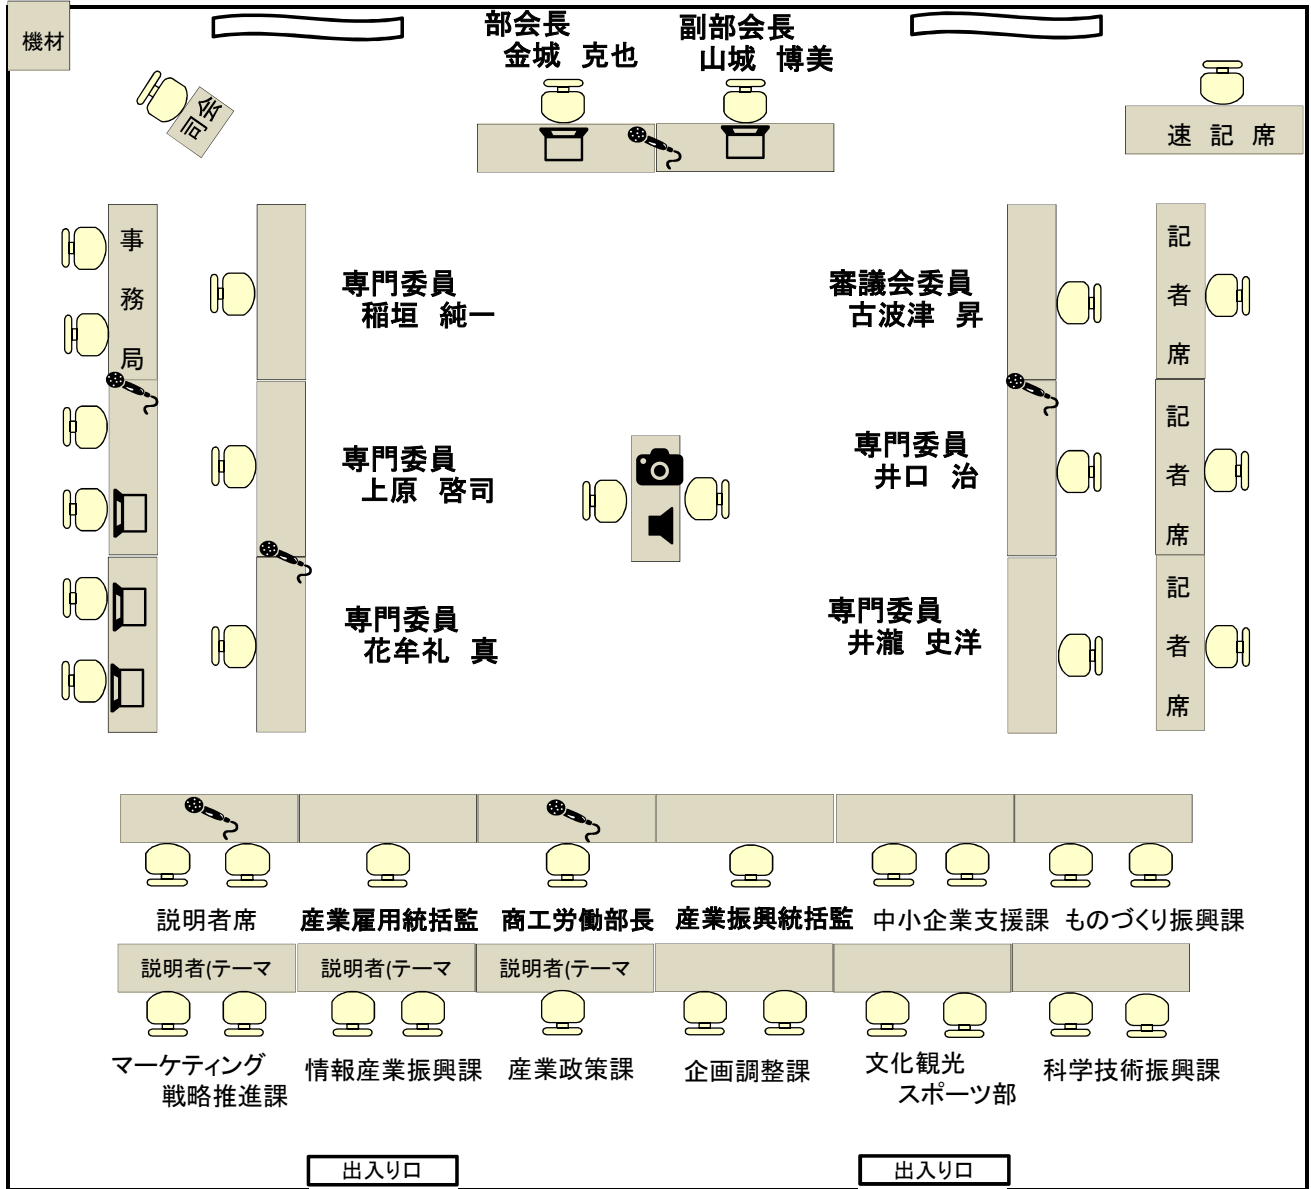 機材
部会長
金城　克也
副部会長
山城　博美
司会
速 記 席
事務局
専門委員
稲垣　純一
審議会委員
古波津　昇
記者席
専門委員
上原　啓司
専門委員
井口　治
記者席
専門委員
花牟礼　真
専門委員
井瀧　史洋
記者席
説明者席
産業雇用統括監
商工労働部長
産業振興統括監
中小企業支援課
ものづくり振興課
説明者(テーマ
説明者(テーマ
説明者(テーマ
マーケティング
戦略推進課
情報産業振興課
産業政策課
企画調整課
文化観光
スポーツ部
科学技術振興課
出入り口
出入り口